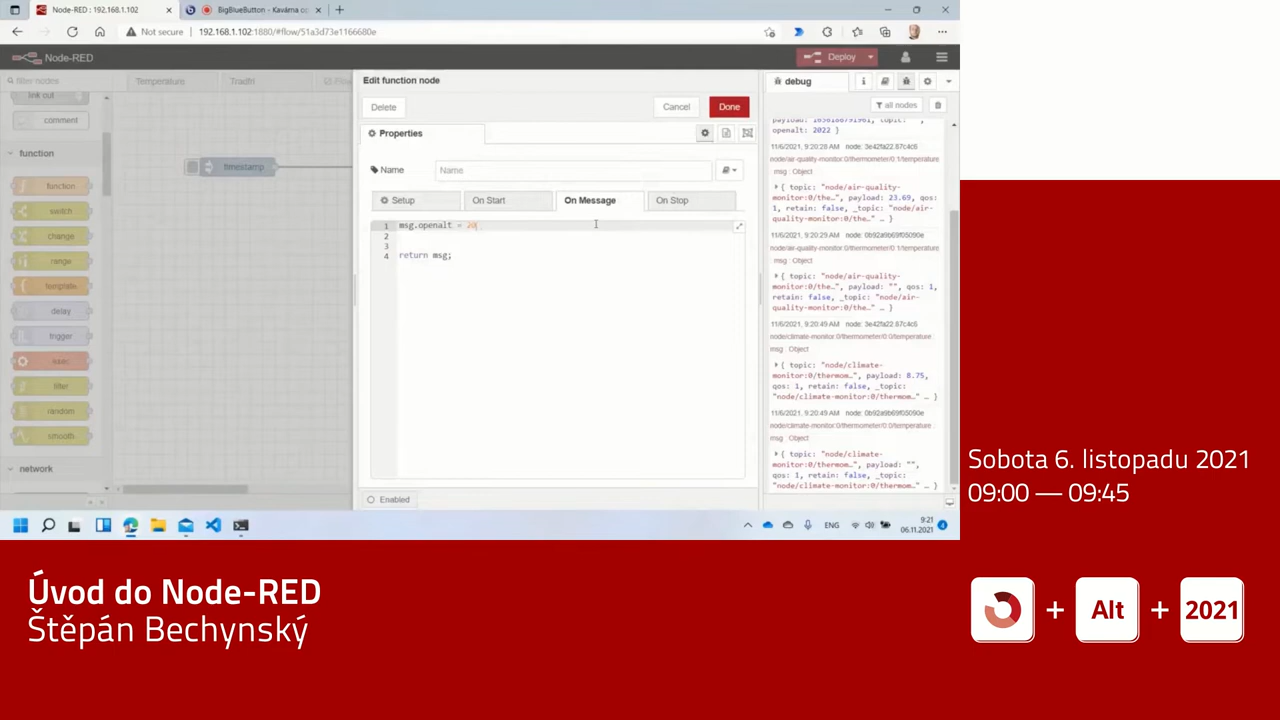 Node-RED : 192.168.1.102
BigBlueButton - Kavárna o
Not secure
192.168.1.102:1880/#flow/51a3d73e1166680e
Node-RED
Deploy
filter nodes
Temperature
link out
comment
function
function
switch
change
range
template
delay
trigger
exec
filter
random
smooth
network
timestamp
Edit function node
Delete
Cancel
Done
Properties
Name
Name
Setup
On Start
On Message
On Stop
1 msg.openalt = 20
2
3
4 return msg;
Enabled
debug
all nodes
openalt: 2022 }
11/6/2021, 9:20:28 AM node: 3e42fa22.87c4c6
node/air-quality-monitor:0/thermometer/0:1/temperature
msg : Object
{ topic: "node/air-quality-
monitor:0/the…", payload: 23.69, qos:
1, retain: false, _topic: "node/air-
quality-monitor:0/the…" … }
11/6/2021, 9:20:29 AM node: 0b92a9b69f05090e
node/air-quality-monitor:0/thermometer/0:1/temperature
msg : Object
{ topic: "node/air-quality-
monitor:0/the…", payload: "", qos: 1,
retain: false, _topic: "node/air-
quality-monitor:0/the…" … }
11/6/2021, 9:20:49 AM node: 3e42fa22.87c4c6
node/climate-monitor:0/thermometer/0:0/temperature
msg : Object
{ topic: "node/climate-
monitor:0/thermom…", payload: 8.75,
qos: 1, retain: false, _topic:
"node/climate-monitor:0/thermom…" … }
11/6/2021, 9:20:49 AM node: 0b92a9b69f05090e
node/climate-monitor:0/thermometer/0:0/temperature
msg : Object
{ topic: "node/climate-
monitor:0/thermom…", payload: "",
qos: 1, retain: false, _topic:
"node/climate-monitor:0/thermom…" … }
ENG
9:21
06.11.2021
4
Sobota 6. listopadu 2021
09:00 — 09:45
Úvod do Node-RED
Štěpán Bechynský
+ Alt + 2021